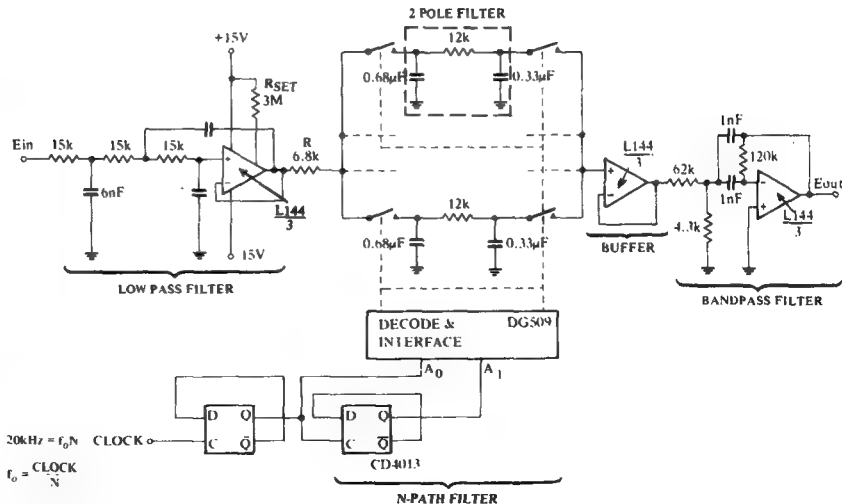 2 POLE FILTER
+15V
12k
RSET
3M
0.68µF
0.33µF
Ein
15k
15k
15k
R
6.8k
6nF
L144
3
15V
LOW PASS FILTER
12k
0.68µF
0.33µF
L144
3
BUFFER
62k
1nF
120k
1nF
4.3k
L144
3
Eout
BANDPASS FILTER
DECODE & INTERFACE
DG509
A0
A1
D Q
C Q̅
D Q
C Q̅
CD4013
20kHz = foN CLOCK
fo = CLOCK
N
N-PATH FILTER